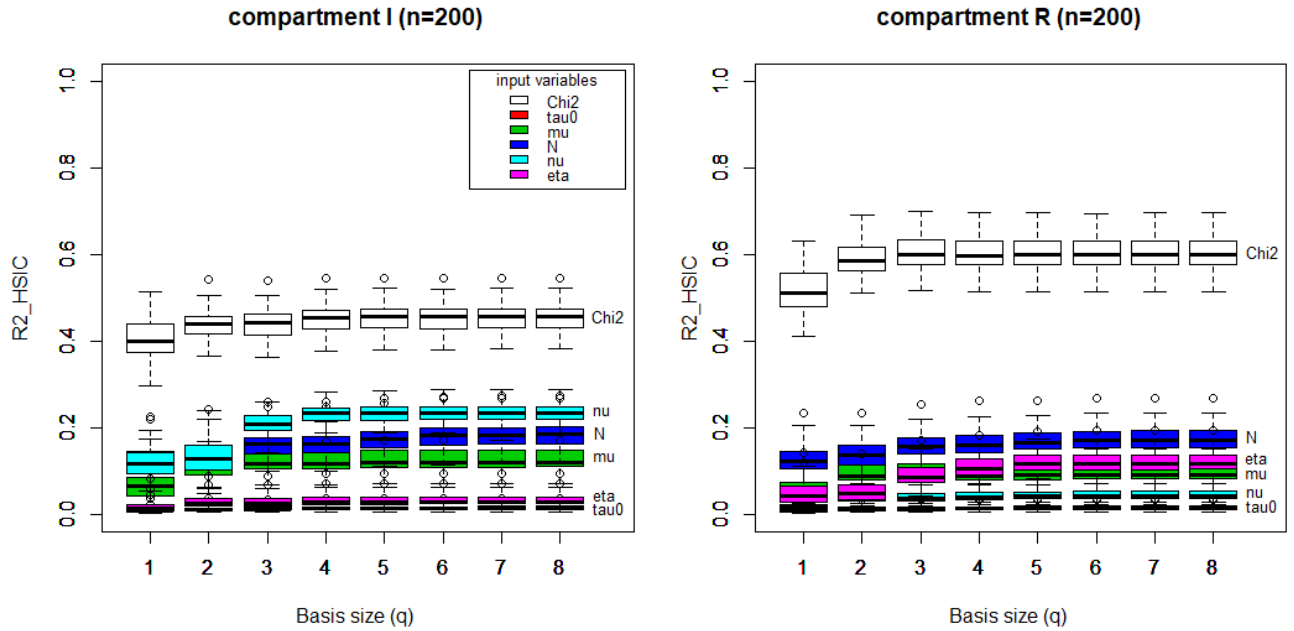 compartment I (n=200)
R2_HSIC
1.0
0.8
0.6
0.4
0.2
0.0
input variables
Chi2
tau0
mu
N
nu
eta
Chi2
nu
N
mu
eta
tau0
1 2 3 4 5 6 7 8
Basis size (q)
compartment R (n=200)
R2_HSIC
1.0
0.8
0.6
0.4
0.2
0.0
Chi2
N
eta
mu
nu
tau0
1 2 3 4 5 6 7 8
Basis size (q)